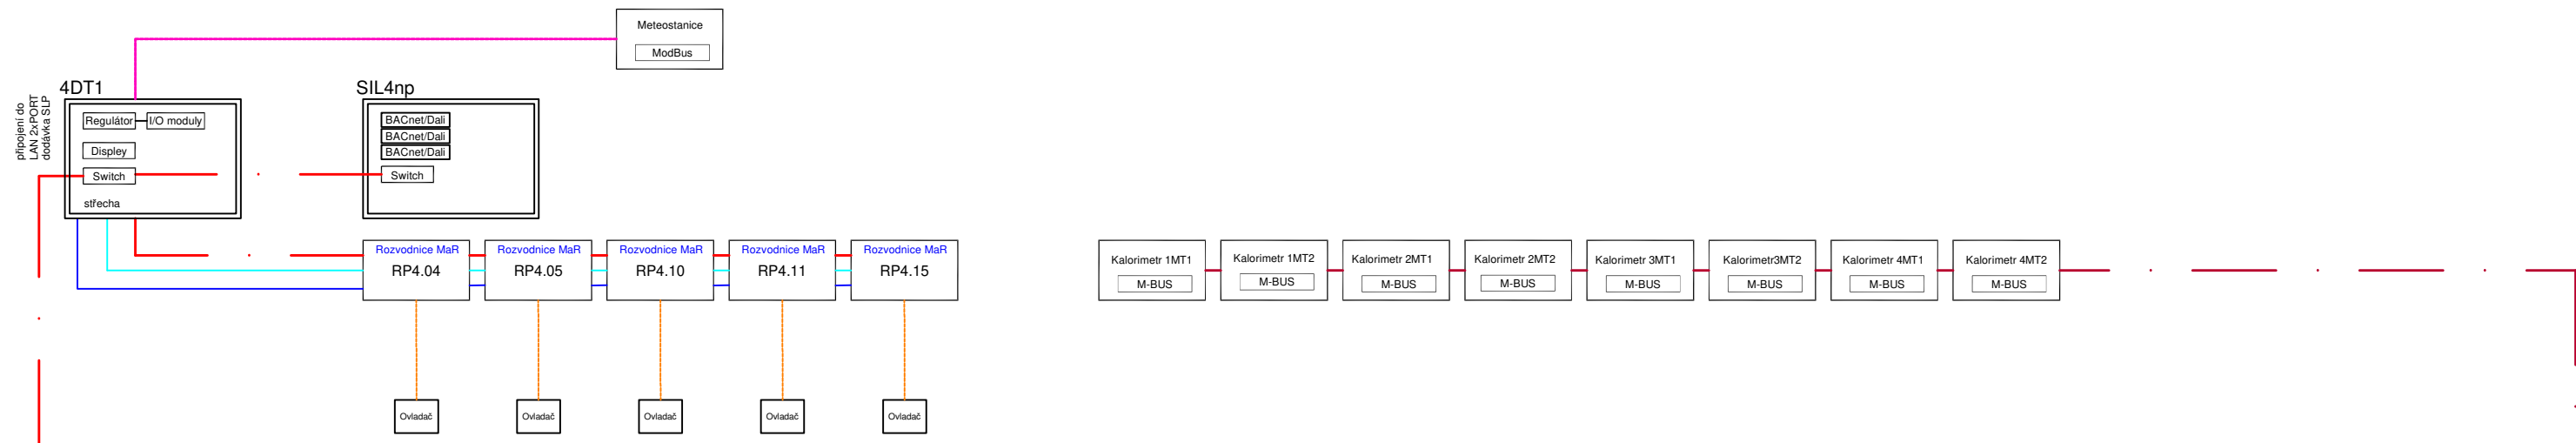 Meteostanice
ModBus
4DT1
SIL4np
připojení do
LAN 2xPORT
dodávka SLP
Regulátor
I/O moduly
Display
Switch
střecha
BACnet/Dali
BACnet/Dali
BACnet/Dali
Switch
Rozvodnice MaR
RP4.04
Rozvodnice MaR
RP4.05
Rozvodnice MaR
RP4.10
Rozvodnice MaR
RP4.11
Rozvodnice MaR
RP4.15
Kalorimetr 1MT1
M-BUS
Kalorimetr 1MT2
M-BUS
Kalorimetr 2MT1
M-BUS
Kalorimetr 2MT2
M-BUS
Kalorimetr 3MT1
M-BUS
Kalorimetr3MT2
M-BUS
Kalorimetr 4MT1
M-BUS
Kalorimetr 4MT2
M-BUS
Ovladač
Ovladač
Ovladač
Ovladač
Ovladač